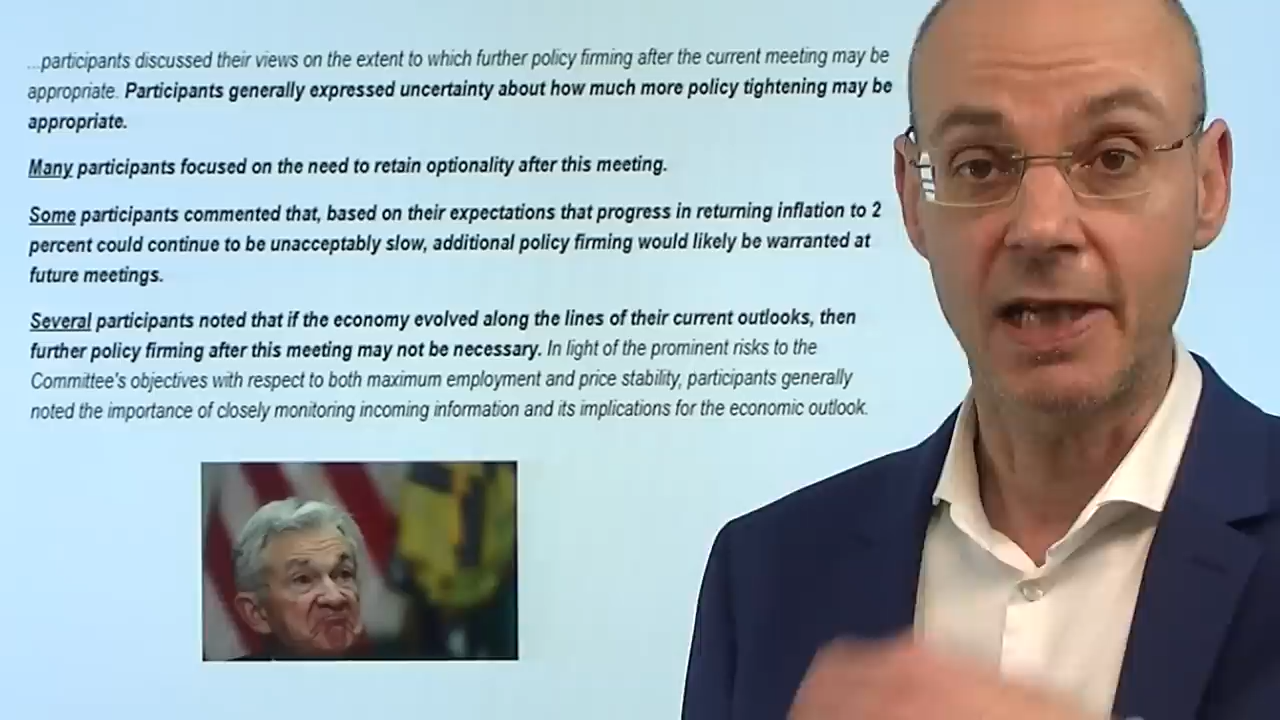 ...participants discussed their views on the extent to which further policy firming after the current meeting may be
appropriate. Participants generally expressed uncertainty about how much more policy tightening may be
appropriate.
Many participants focused on the need to retain optionality after this meeting.
Some participants commented that, based on their expectations that progress in returning inflation to 2
percent could continue to be unacceptably slow, additional policy firming would likely be warranted at
future meetings.
Several participants noted that if the economy evolved along the lines of their current outlooks, then
further policy firming after this meeting may not be necessary. In light of the prominent risks to the
Committee's objectives with respect to both maximum employment and price stability, participants generally
noted the importance of closely monitoring incoming information and its implications for the economic outlook.